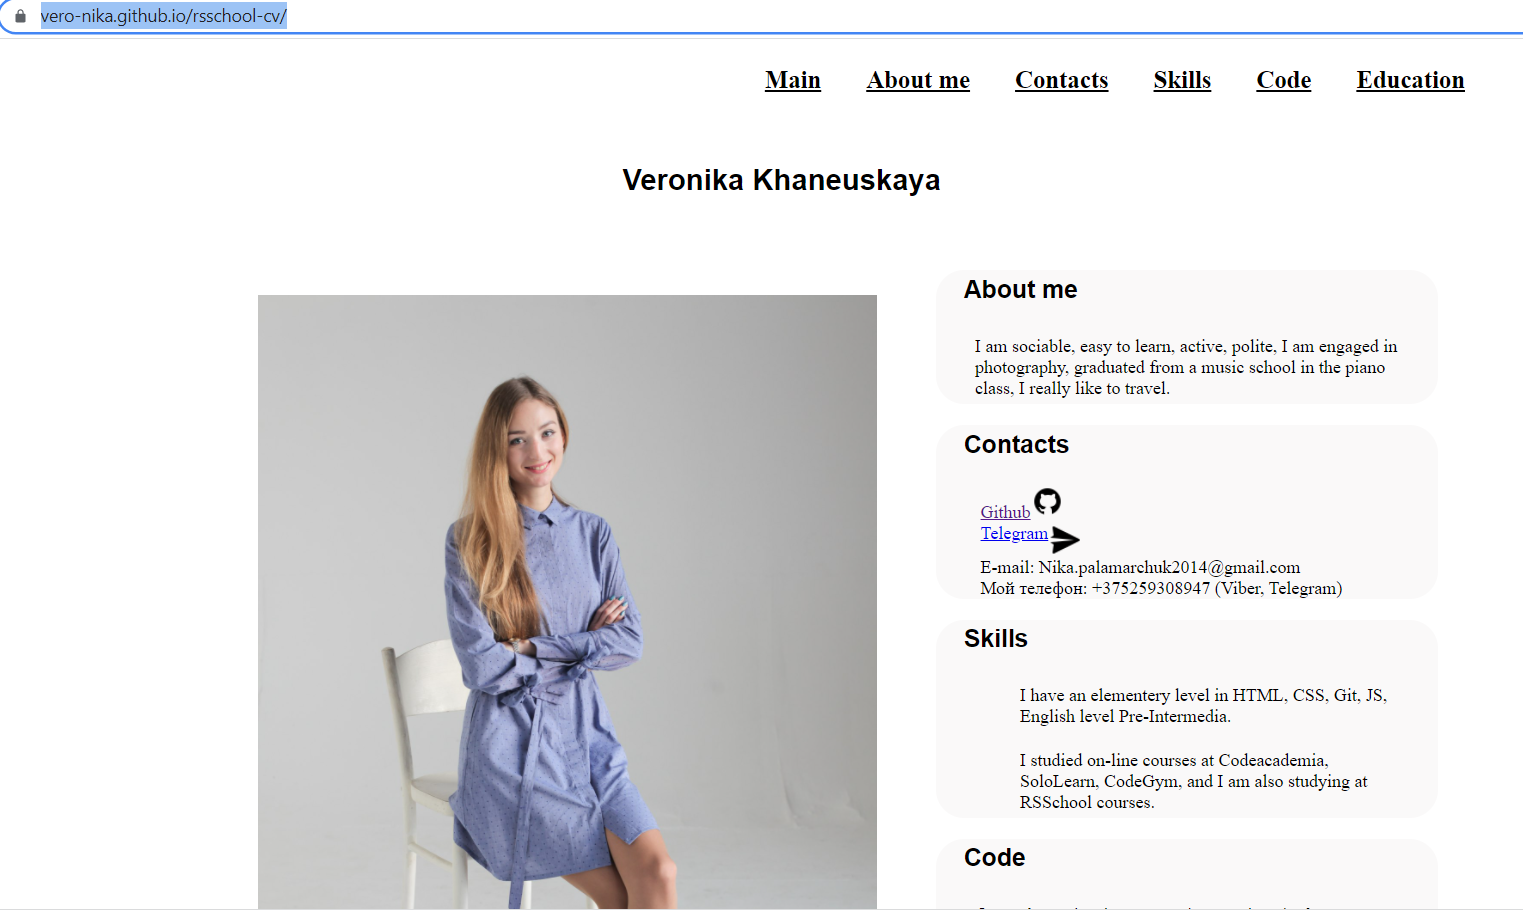 vero-nika.github.io/rsschool-cv/
Main About me Contacts Skills Code Education
Veronika Khaneuskaya
About me
I am sociable, easy to learn, active, polite, I am engaged in
photography, graduated from a music school in the piano
class, I really like to travel.
Contacts
Github
Telegram
E-mail: Nika.palamarchuk2014@gmail.com
Мой телефон: +375259308947 (Viber, Telegram)
Skills
I have an elementery level in HTML, CSS, Git, JS,
English level Pre-Intermedia.
I studied on-line courses at Codeacademia,
SoloLearn, CodeGym, and I am also studying at
RSSchool courses.
Code